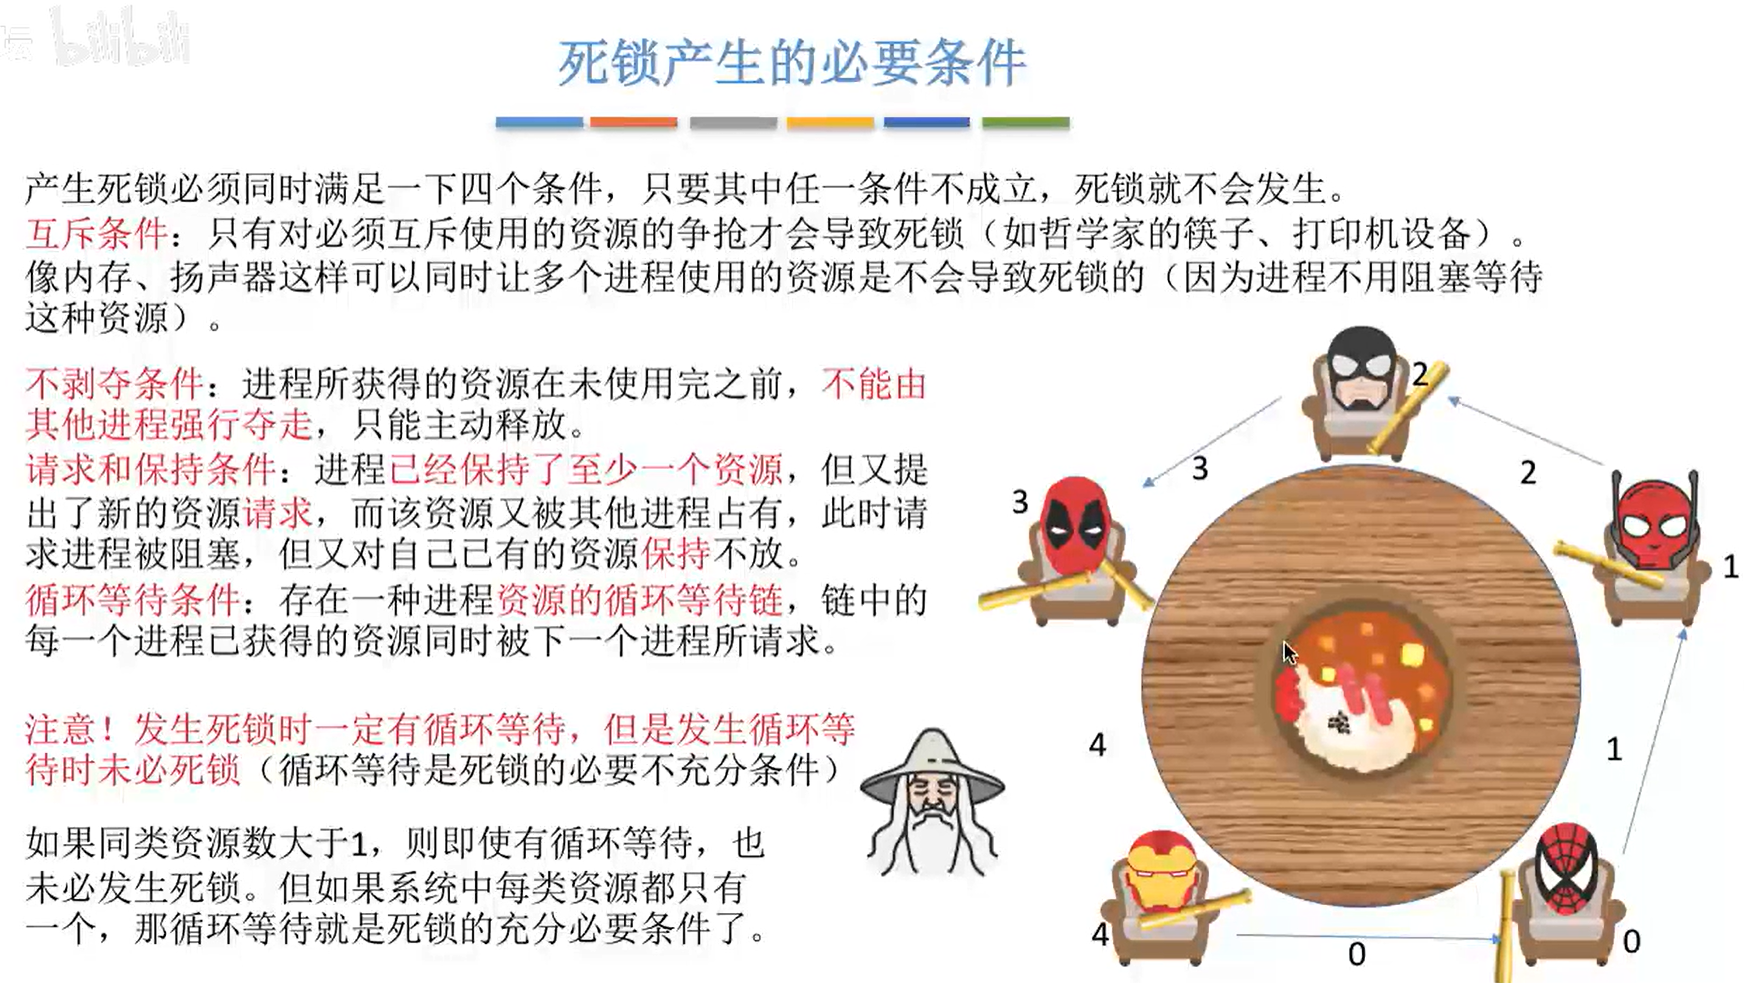 坛 bilibili
死锁产生的必要条件
产生死锁必须同时满足一下四个条件，只要其中任一条件不成立，死锁就不会发生。
互斥条件：只有对必须互斥使用的资源的争抢才会导致死锁（如哲学家的筷子、打印机设备）。
像内存、扬声器这样可以同时让多个进程使用的资源是不会导致死锁的（因为进程不用阻塞等待
这种资源）。
不剥夺条件：进程所获得的资源在未使用完之前，不能由
其他进程强行夺走，只能主动释放。
请求和保持条件：进程已经保持了至少一个资源，但又提
出了新的资源请求，而该资源又被其他进程占有，此时请
求进程被阻塞，但又对自己已有的资源保持不放。
循环等待条件：存在一种进程资源的循环等待链，链中的
每一个进程已获得的资源同时被下一个进程所请求。
注意！发生死锁时一定有循环等待，但是发生循环等
待时未必死锁（循环等待是死锁的必要不充分条件）
如果同类资源数大于1，则即使有循环等待，也
未必发生死锁。但如果系统中每类资源都只有
一个，那循环等待就是死锁的充分必要条件了。
2
3
2
3
1
4
1
4
0
0